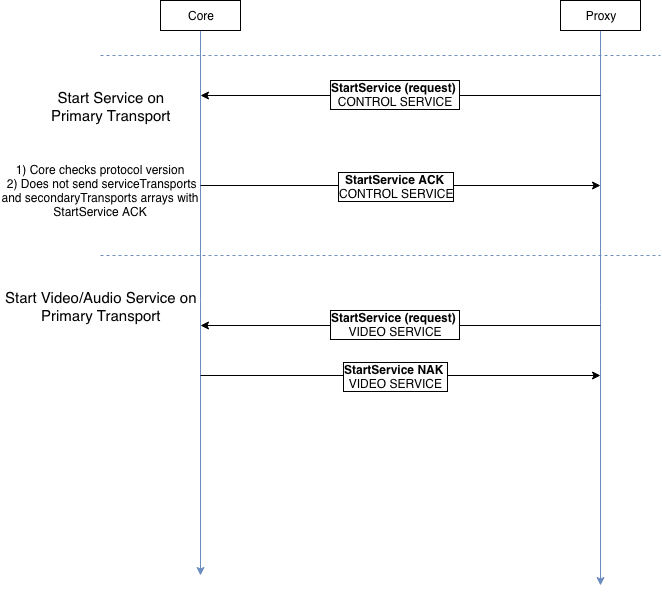 Core
Proxy
StartService (request)
CONTROL SERVICE
Start Service on
Primary Transport
1) Core checks protocol version
2) Does not send serviceTransports
and secondaryTransports arrays with
StartService ACK
StartService ACK
CONTROL SERVICE
Start Video/Audio Service on
Primary Transport
StartService (request)
VIDEO SERVICE
StartService NAK
VIDEO SERVICE